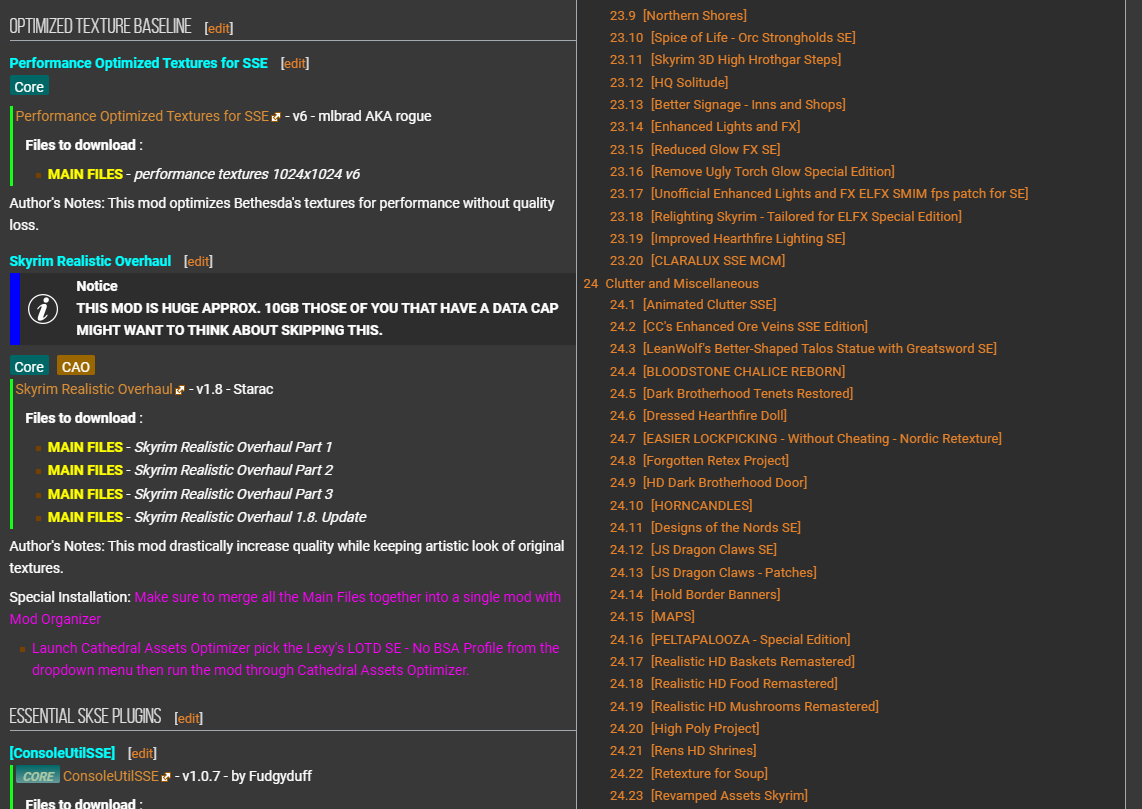 OPTIMIZED TEXTURE BASELINE [edit]
Performance Optimized Textures for SSE [edit]
Core
Performance Optimized Textures for SSE - v6 - mlbrad AKA rogue
Files to download :
MAIN FILES - performance textures 1024x1024 v6
Author's Notes: This mod optimizes Bethesda's textures for performance without quality
loss.
Skyrim Realistic Overhaul [edit]
Notice
THIS MOD IS HUGE APPROX. 10GB THOSE OF YOU THAT HAVE A DATA CAP
MIGHT WANT TO THINK ABOUT SKIPPING THIS.
Core CAO
Skyrim Realistic Overhaul - v1.8 - Starac
Files to download :
MAIN FILES - Skyrim Realistic Overhaul Part 1
MAIN FILES - Skyrim Realistic Overhaul Part 2
MAIN FILES - Skyrim Realistic Overhaul Part 3
MAIN FILES - Skyrim Realistic Overhaul 1.8. Update
Author's Notes: This mod drastically increase quality while keeping artistic look of original
textures.
Special Installation: Make sure to merge all the Main Files together into a single mod with
Mod Organizer
Launch Cathedral Assets Optimizer pick the Lexy's LOTD SE - No BSA Profile from the
dropdown menu then run the mod through Cathedral Assets Optimizer.
ESSENTIAL SKSE PLUGINS [edit]
[ConsoleUtilSSE] [edit]
CORE ConsoleUtilSSE - v1.0.7 - by Fudgyduff
Files to download :
23.9 [Northern Shores]
23.10 [Spice of Life - Orc Strongholds SE]
23.11 [Skyrim 3D High Hrothgar Steps]
23.12 [HQ Solitude]
23.13 [Better Signage - Inns and Shops]
23.14 [Enhanced Lights and FX]
23.15 [Reduced Glow FX SE]
23.16 [Remove Ugly Torch Glow Special Edition]
23.17 [Unofficial Enhanced Lights and FX ELFX SMIM fps patch for SE]
23.18 [Relighting Skyrim - Tailored for ELFX Special Edition]
23.19 [Improved Hearthfire Lighting SE]
23.20 [CLARALUX SSE MCM]
24 Clutter and Miscellaneous
24.1 [Animated Clutter SSE]
24.2 [CC's Enhanced Ore Veins SSE Edition]
24.3 [LeanWolf's Better-Shaped Talos Statue with Greatsword SE]
24.4 [BLOODSTONE CHALICE REBORN]
24.5 [Dark Brotherhood Tenets Restored]
24.6 [Dressed Hearthfire Doll]
24.7 [EASIER LOCKPICKING - Without Cheating - Nordic Retexture]
24.8 [Forgotten Retex Project]
24.9 [HD Dark Brotherhood Door]
24.10 [HORNCANDLES]
24.11 [Designs of the Nords SE]
24.12 [JS Dragon Claws SE]
24.13 [JS Dragon Claws - Patches]
24.14 [Hold Border Banners]
24.15 [MAPS]
24.16 [PELTAPALOOZA - Special Edition]
24.17 [Realistic HD Baskets Remastered]
24.18 [Realistic HD Food Remastered]
24.19 [Realistic HD Mushrooms Remastered]
24.20 [High Poly Project]
24.21 [Rens HD Shrines]
24.22 [Retexture for Soup]
24.23 [Revamped Assets Skyrim]